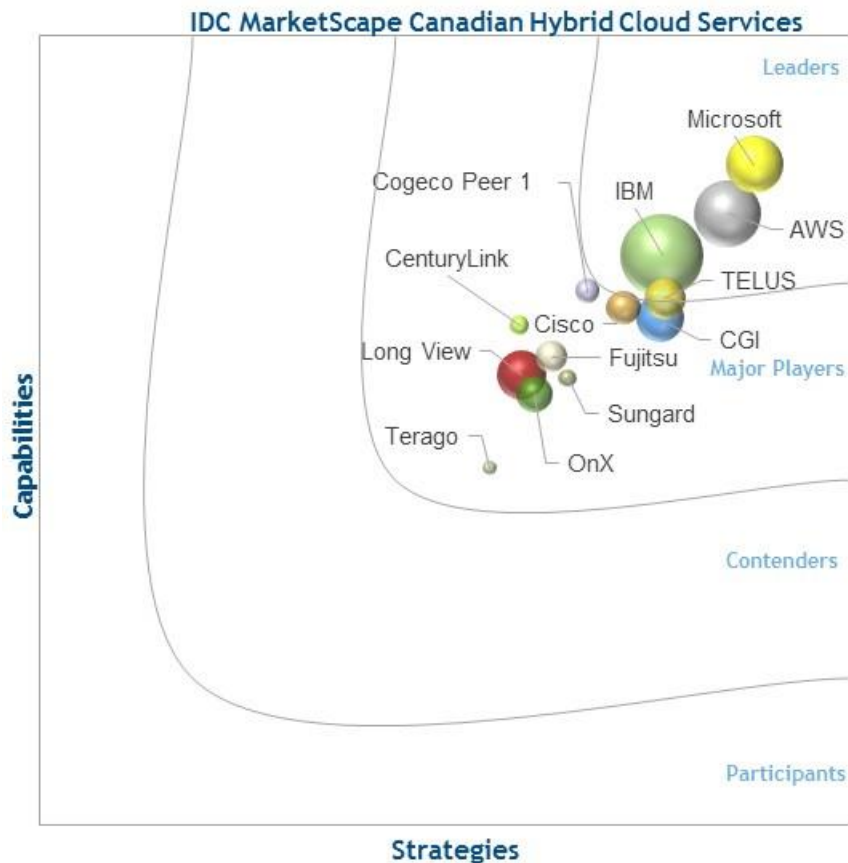 IDC MarketScape Canadian Hybrid Cloud Services
Leaders
Microsoft
Cogeco Peer 1
IBM
AWS
CenturyLink
TELUS
Cisco
CGI
Long View
Fujitsu
Major Players
Sungard
Terago
OnX
Capabilities
Contenders
Participants
Strategies